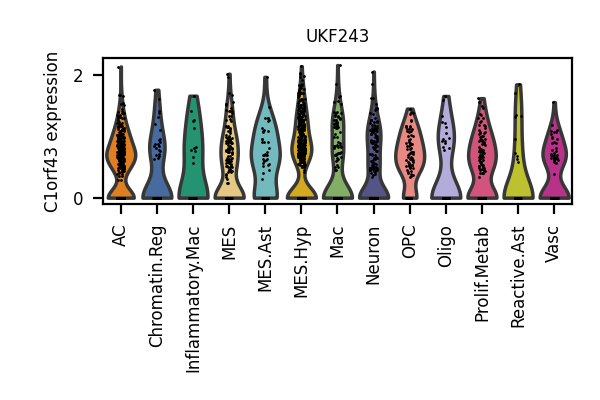 UKF243
C1orf43 expression
2
0
AC
Chromatin.Reg
Inflammatory.Mac
MES
MES.Ast
MES.Hyp
Mac
Neuron
OPC
Oligo
Prolif.Metab
Reactive.Ast
Vasc